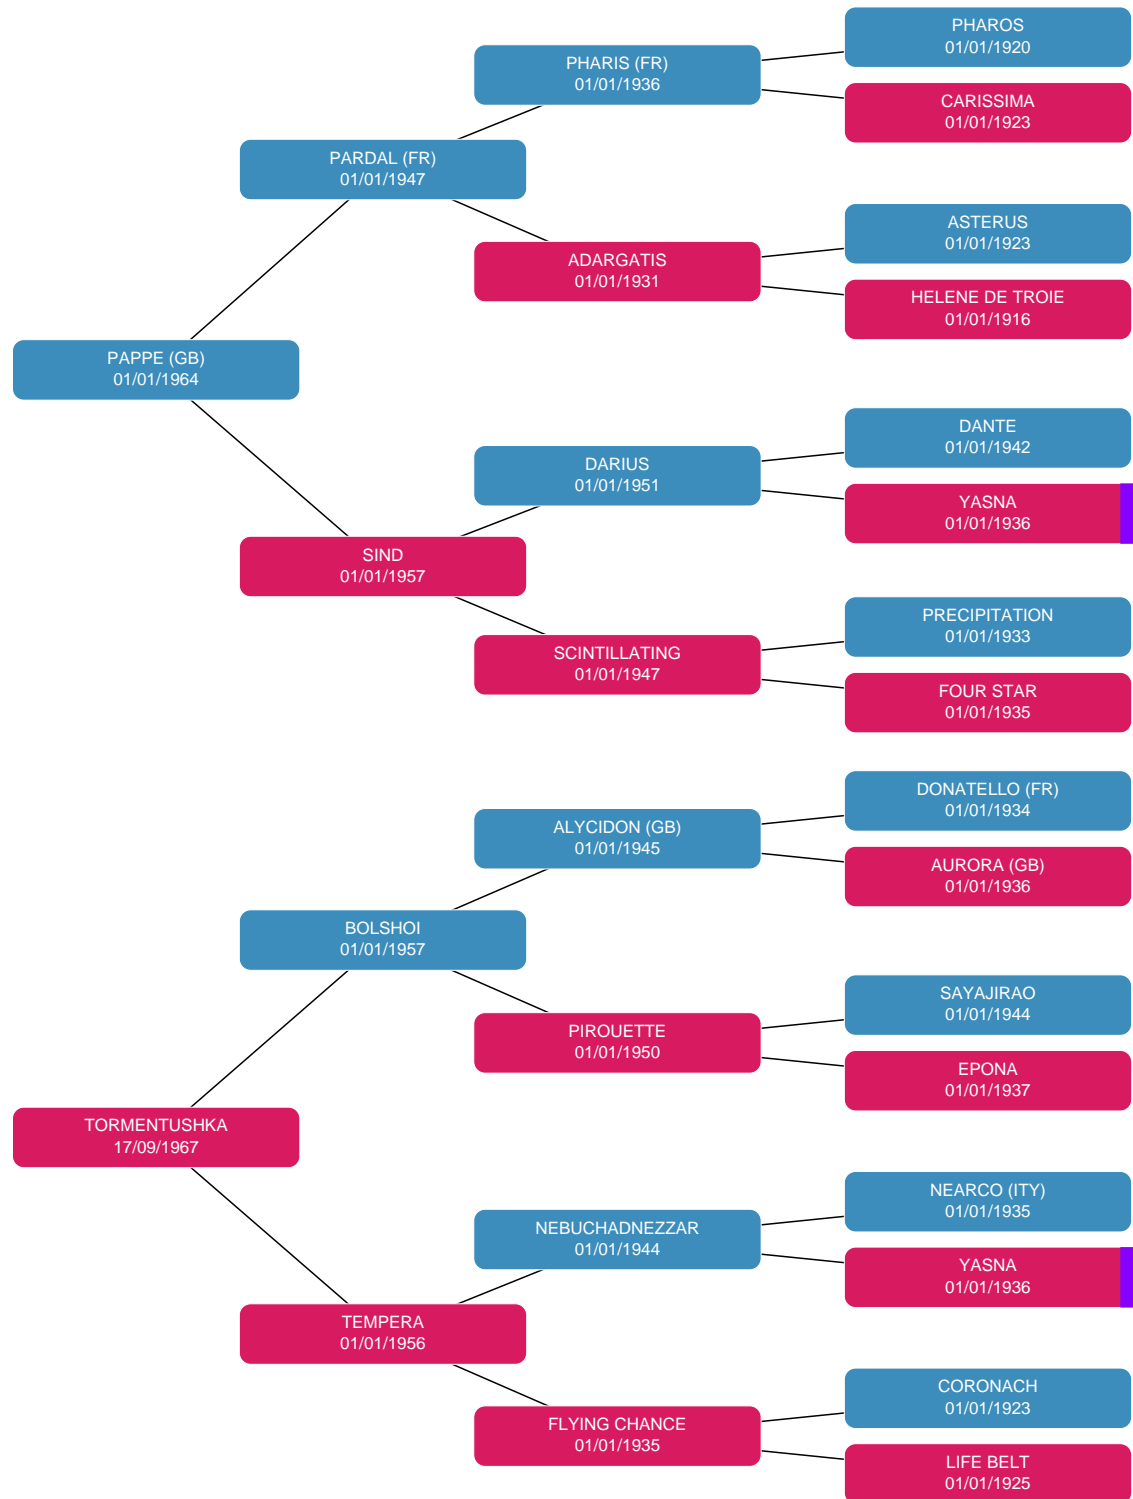 PHAROS
01/01/1920
PHARIS (FR)
01/01/1936
CARISSIMA
01/01/1923
PARDAL (FR)
01/01/1947
ASTERUS
01/01/1923
ADARGATIS
01/01/1931
HELENE DE TROIE
01/01/1916
PAPPE (GB)
01/01/1964
DANTE
01/01/1942
DARIUS
01/01/1951
YASNA
01/01/1936
SIND
01/01/1957
PRECIPITATION
01/01/1933
SCINTILLATING
01/01/1947
FOUR STAR
01/01/1935
DONATELLO (FR)
01/01/1934
ALYCIDON (GB)
01/01/1945
AURORA (GB)
01/01/1936
BOLSHOI
01/01/1957
SAYAJIRAO
01/01/1944
PIROUETTE
01/01/1950
EPONA
01/01/1937
TORMENTUSHKA
17/09/1967
NEARCO (ITY)
01/01/1935
NEBUCHADNEZZAR
01/01/1944
YASNA
01/01/1936
TEMPERA
01/01/1956
CORONACH
01/01/1923
FLYING CHANCE
01/01/1935
LIFE BELT
01/01/1925